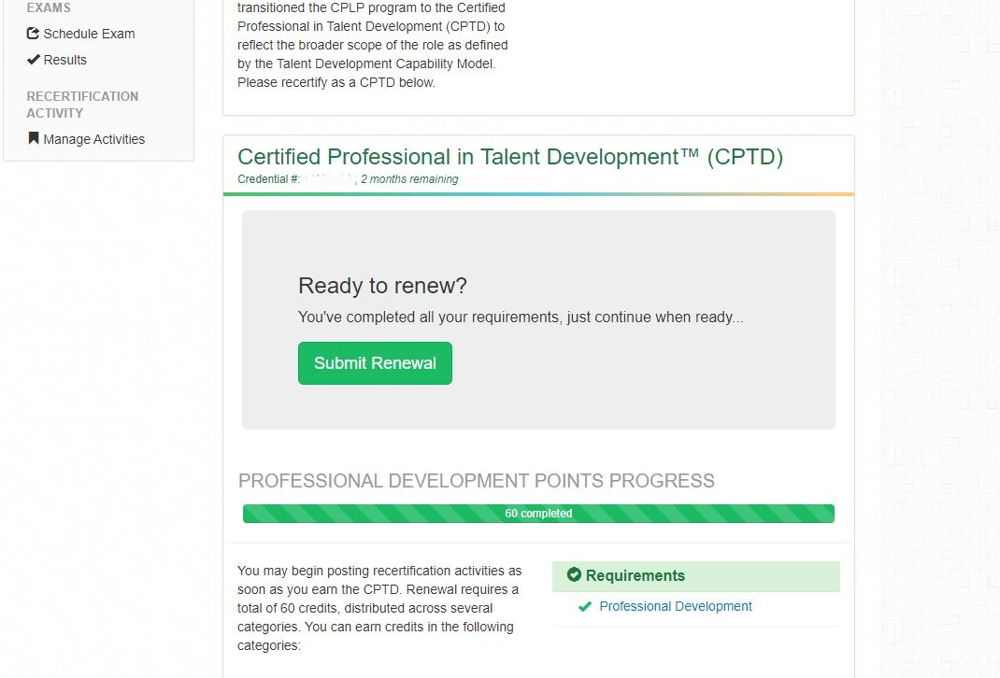 EXAMS
Schedule Exam
Results
RECERTIFICATION
ACTIVITY
Manage Activities
transitioned the CPLP program to the Certified
Professional in Talent Development (CPTD) to
reflect the broader scope of the role as defined
by the Talent Development Capability Model.
Please recertify as a CPTD below.
Certified Professional in Talent Development™ (CPTD)
Credential #: ; 2 months remaining
Ready to renew?
You've completed all your requirements, just continue when ready...
Submit Renewal
PROFESSIONAL DEVELOPMENT POINTS PROGRESS
60 completed
You may begin posting recertification activities as
soon as you earn the CPTD. Renewal requires a
total of 60 credits, distributed across several
categories. You can earn credits in the following
categories:
Requirements
Professional Development